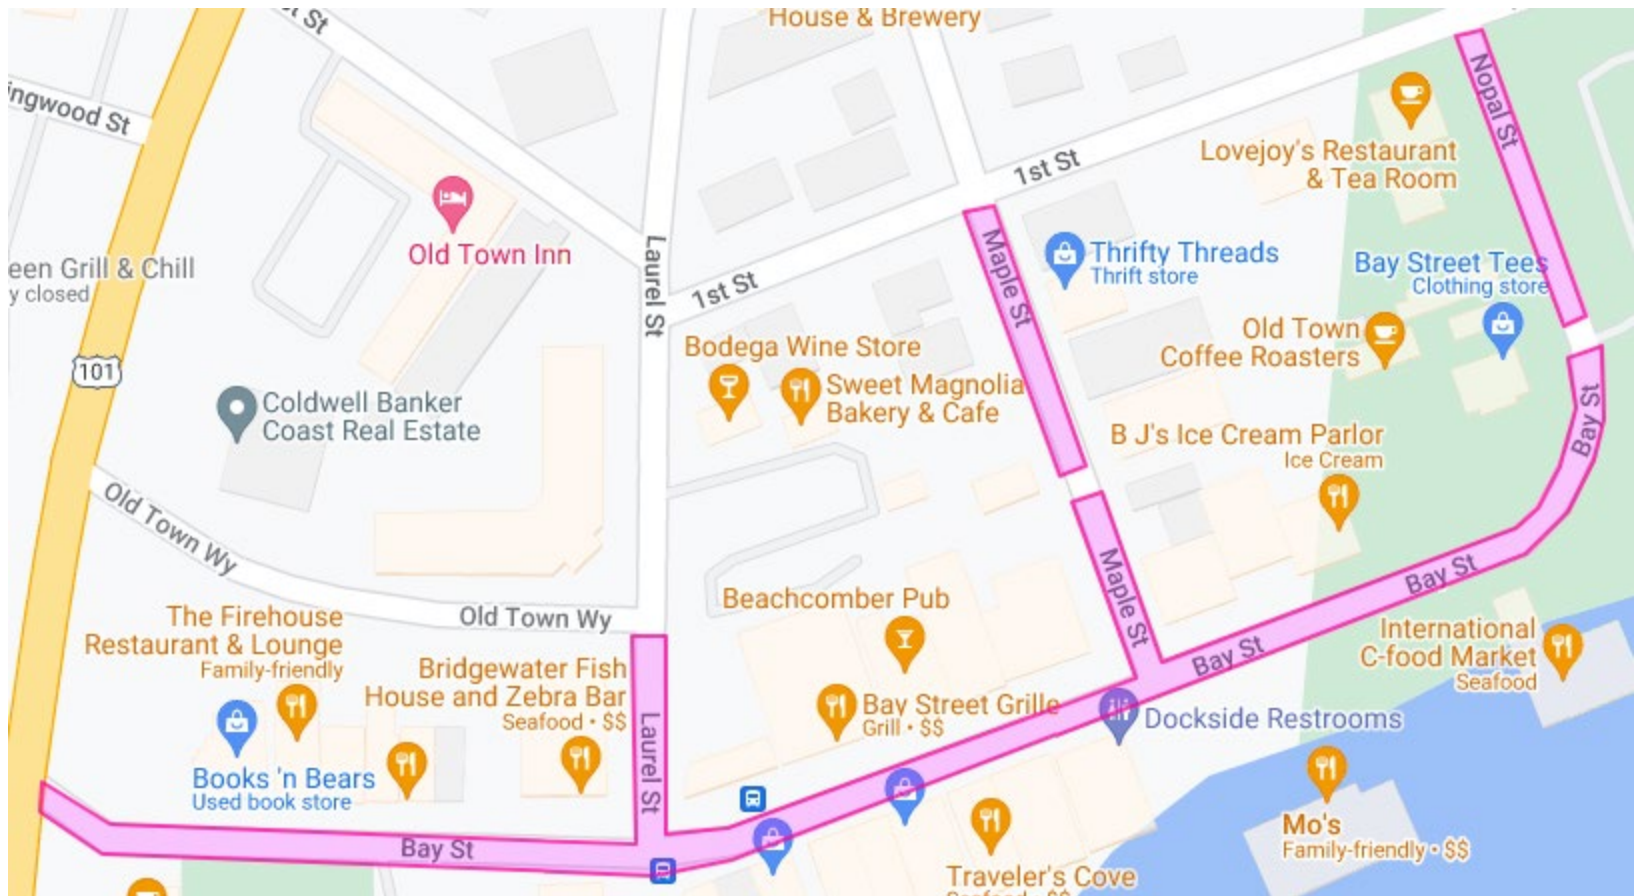 St
House & Brewery
ingwood St
Nopal St
Lovejoy's Restaurant
& Tea Room
1st St
Old Town Inn
Laurel St
Maple St
Thrifty Threads
Thrift store
Bay Street Tees
Clothing store
een Grill & Chill
y closed
1st St
Old Town
Coffee Roasters
Bodega Wine Store
Sweet Magnolia
Bakery & Cafe
101
Coldwell Banker
Coast Real Estate
Bay St
B J's Ice Cream Parlor
Ice Cream
Old Town Wy
Maple St
Bay St
Beachcomber Pub
Old Town Wy
The Firehouse
Restaurant & Lounge
Family-friendly
Bay St
International
C-food Market
Seafood
Bridgewater Fish
House and Zebra Bar
Seafood • $$
Bay Street Grille
Grill • $$
Dockside Restrooms
Laurel St
Books 'n Bears
Used book store
Mo's
Family-friendly • $$
Bay St
Traveler's Cove